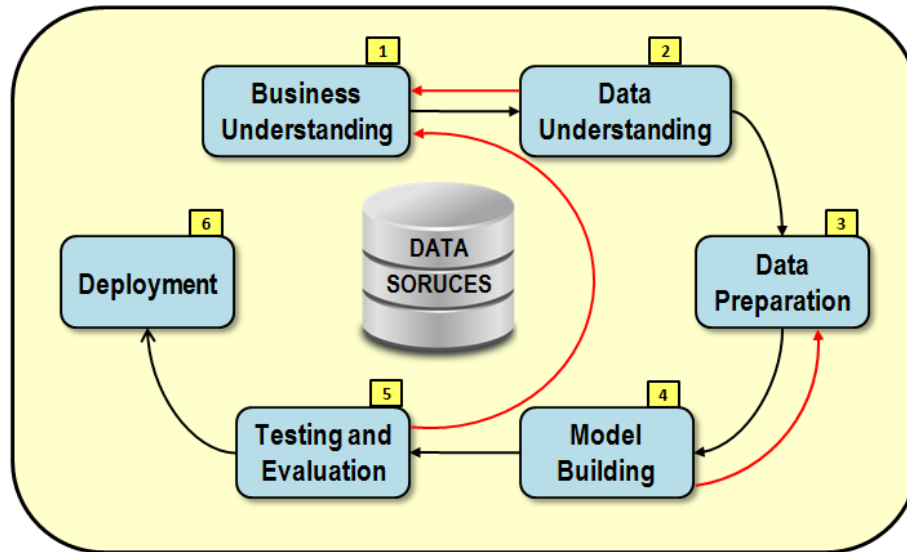 1
Business
Understanding
2
Data
Understanding
3
Data
Preparation
4
Model
Building
5
Testing and
Evaluation
6
Deployment
DATA
SORUCES